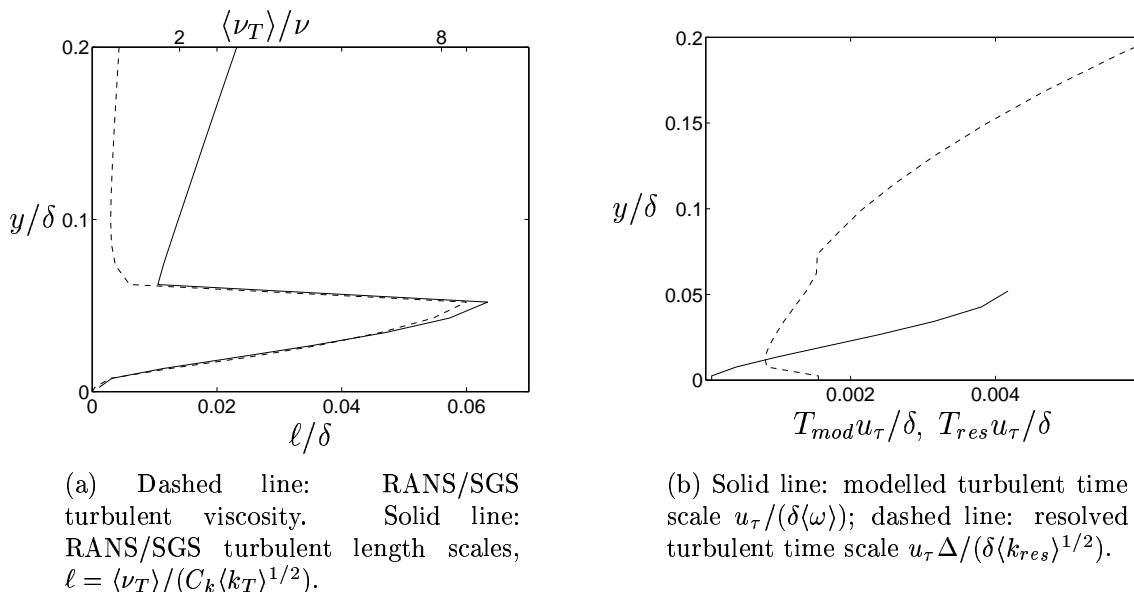 ⟨ν_T⟩/ν
2 8
0.2
y/δ 0.1
0
0 0.02 0.04 0.06
ℓ/δ
(a) Dashed line: RANS/SGS
turbulent viscosity. Solid line:
RANS/SGS turbulent length scales,
ℓ = ⟨ν_T⟩/(C_k⟨k_T⟩^{1/2}).
0.2
0.15
y/δ 0.1
0.05
0
0.002 0.004
T_{mod}u_τ/δ, T_{res}u_τ/δ
(b) Solid line: modelled turbulent time
scale u_τ/(δ⟨ω⟩); dashed line: resolved
turbulent time scale u_τΔ/(δ⟨k_{res}⟩^{1/2}).